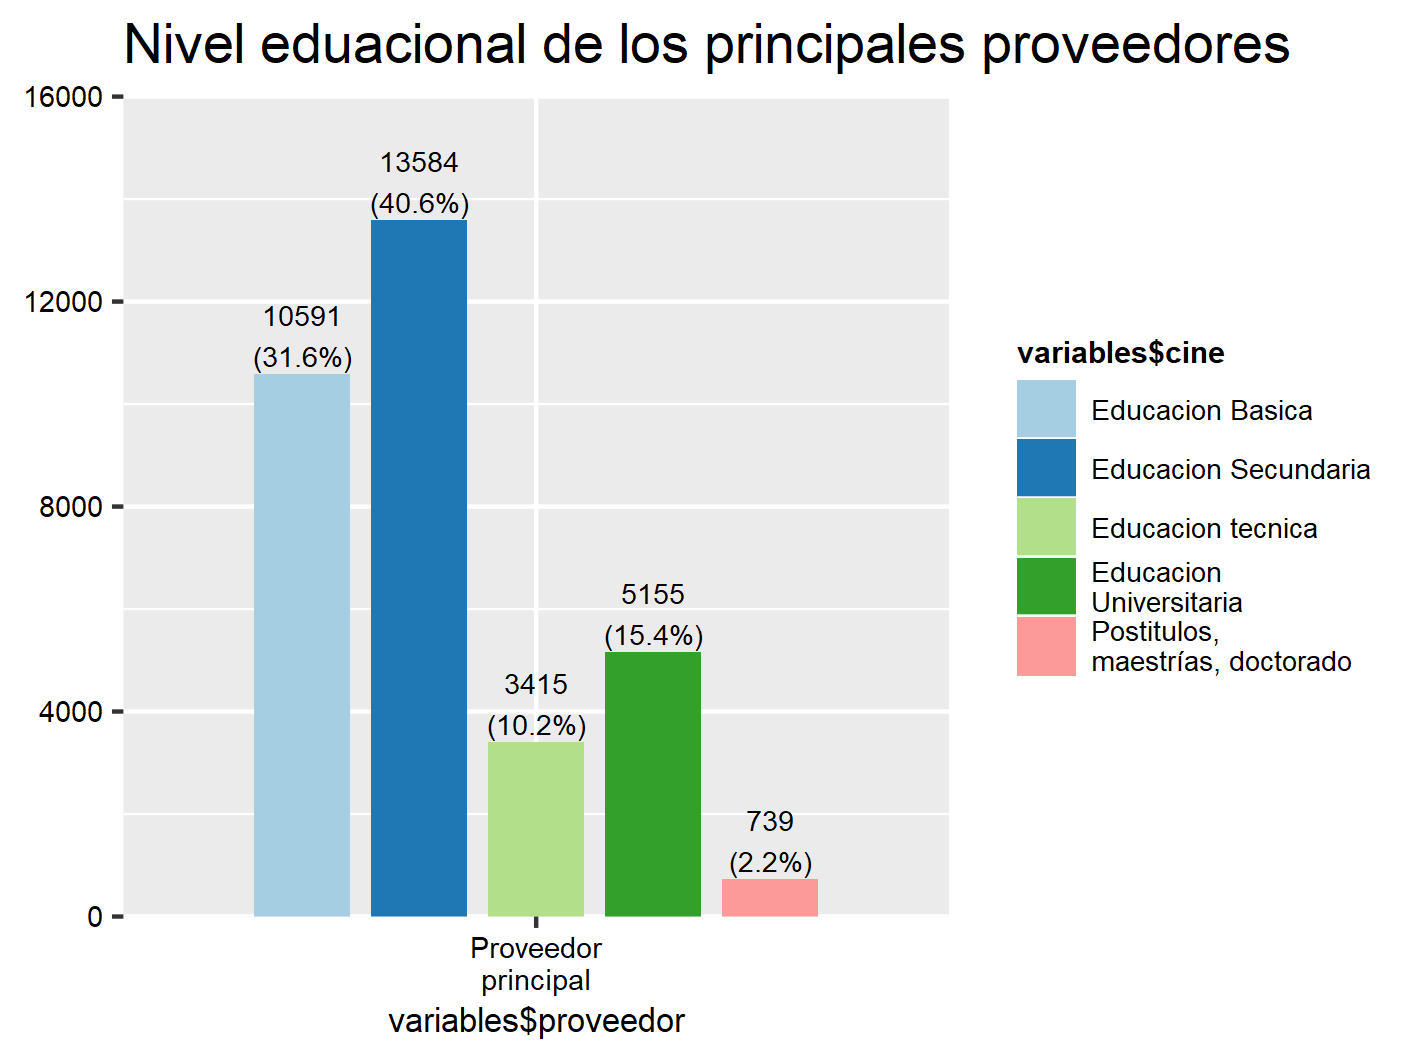 Nivel eduacional de los principales proveedores
16000
12000
8000
4000
0
13584
(40.6%)
10591
(31.6%)
5155
(15.4%)
3415
(10.2%)
739
(2.2%)
Proveedor
principal
variables$proveedor
variables$cine
Educacion Basica
Educacion Secundaria
Educacion tecnica
Educacion
Universitaria
Postitulos,
maestrías, doctorado